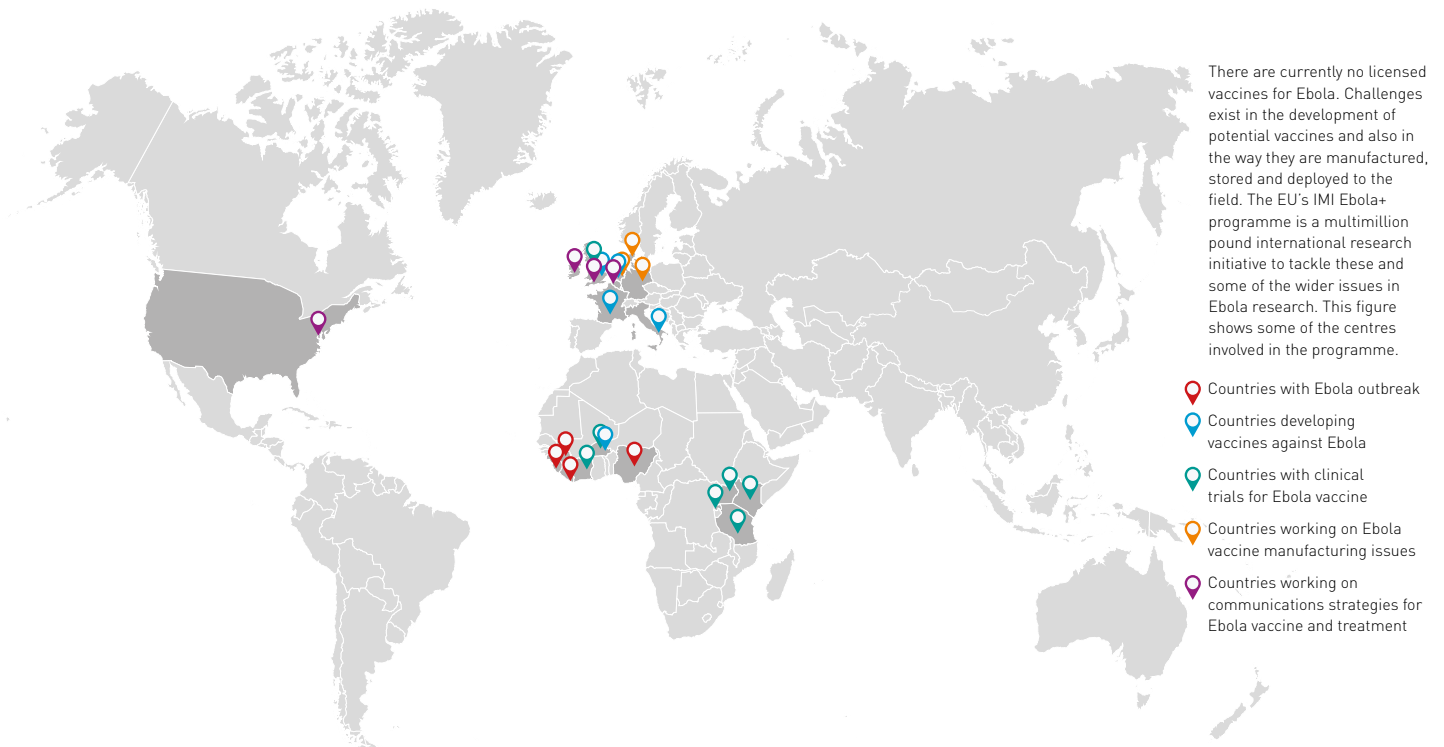 There are currently no licensed
vaccines for Ebola. Challenges
exist in the development of
potential vaccines and also in
the way they are manufactured,
stored and deployed to the
field. The EU’s IMI Ebola+
programme is a multimillion
pound international research
initiative to tackle these and
some of the wider issues in
Ebola research. This figure
shows some of the centres
involved in the programme.
Countries with Ebola outbreak
Countries developing
vaccines against Ebola
Countries with clinical
trials for Ebola vaccine
Countries working on Ebola
vaccine manufacturing issues
Countries working on
communications strategies for
Ebola vaccine and treatment